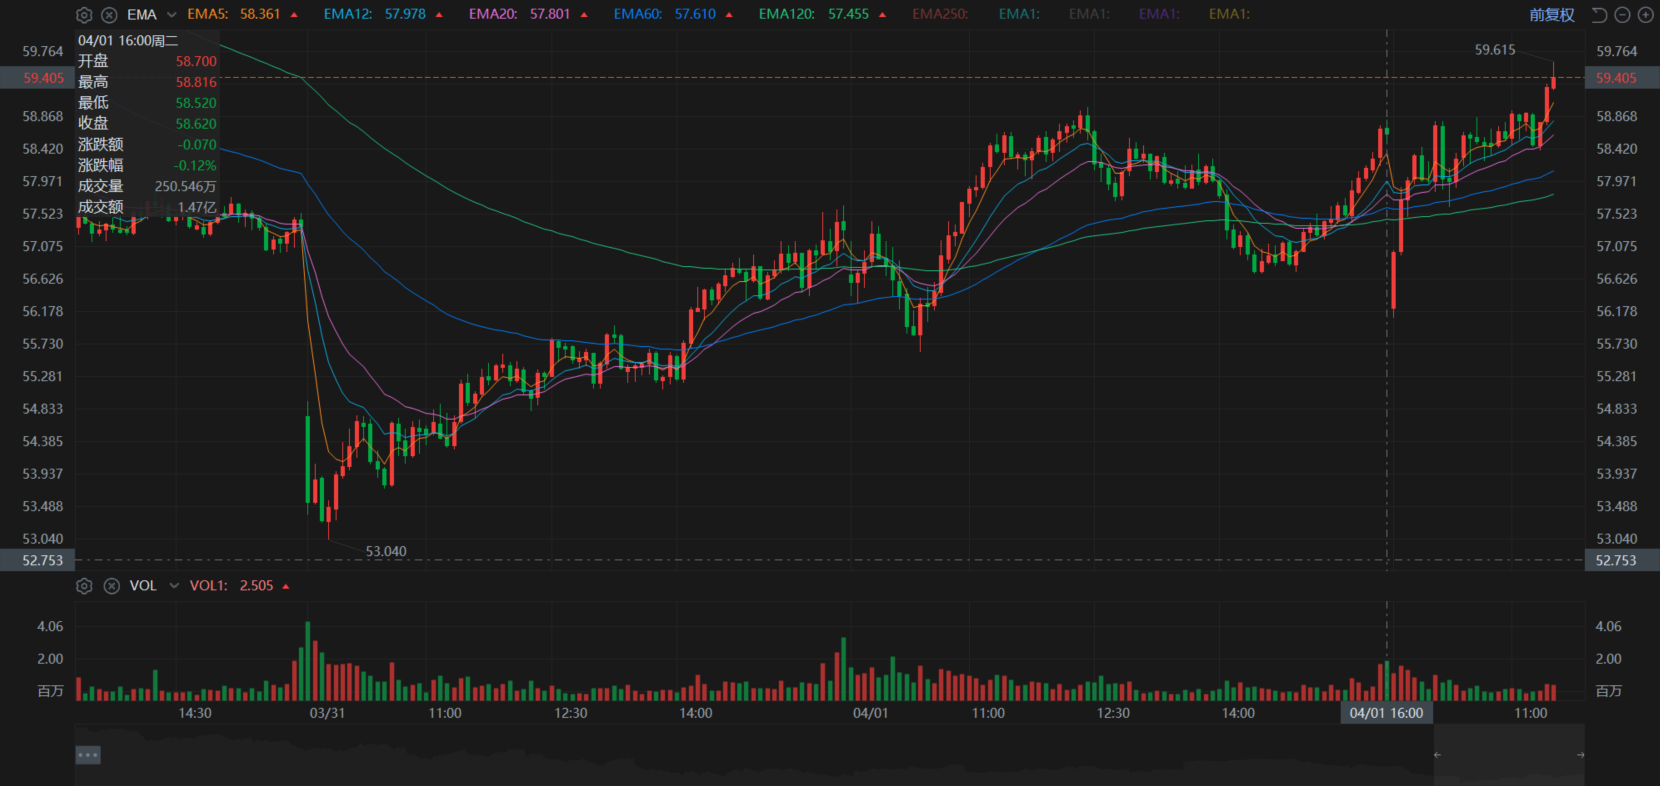 EMA EMA5: 58.361 EMA12: 57.978 EMA20: 57.801 EMA60: 57.610 EMA120: 57.455 EMA250: EMA1: EMA1: EMA1: EMA1: 前复权
04/01 16:00周二
开盘 58.700
最高 58.816
最低 58.520
收盘 58.620
涨跌额 -0.070
涨跌幅 -0.12%
成交量 250.546万
成交额 1.47亿
59.764 59.764
59.615
59.405 59.405
58.868 58.868
58.420 58.420
57.971 57.971
57.523 57.523
57.075 57.075
56.626 56.626
56.178 56.178
55.730 55.730
55.281 55.281
54.833 54.833
54.385 54.385
53.937 53.937
53.488 53.488
53.040 53.040
53.040
52.753 52.753
VOL VOL1: 2.505
4.06 4.06
2.00 2.00
百万 百万
14:30 03/31 11:00 12:30 14:00 04/01 11:00 12:30 14:00 04/01 16:00 11:00